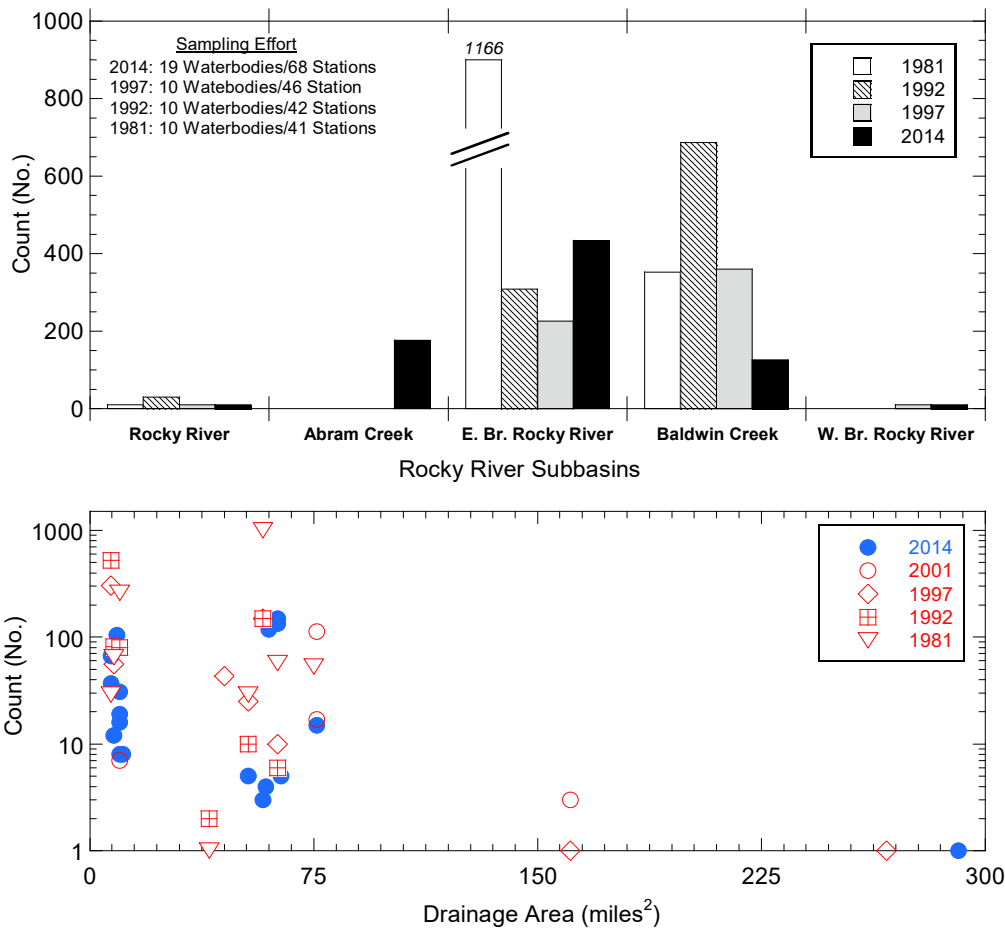 1000
800
600
400
200
0
Count (No.)
Sampling Effort
2014: 19 Waterbodies/68 Stations
1997: 10 Watebodies/46 Station
1992: 10 Waterbodies/42 Stations
1981: 10 Waterbodies/41 Stations
1166
1981
1992
1997
2014
Rocky River
Abram Creek
E. Br. Rocky River
Baldwin Creek
W. Br. Rocky River
Rocky River Subbasins
1000
100
10
1
Count (No.)
2014
2001
1997
1992
1981
0
75
150
225
300
Drainage Area (miles²)